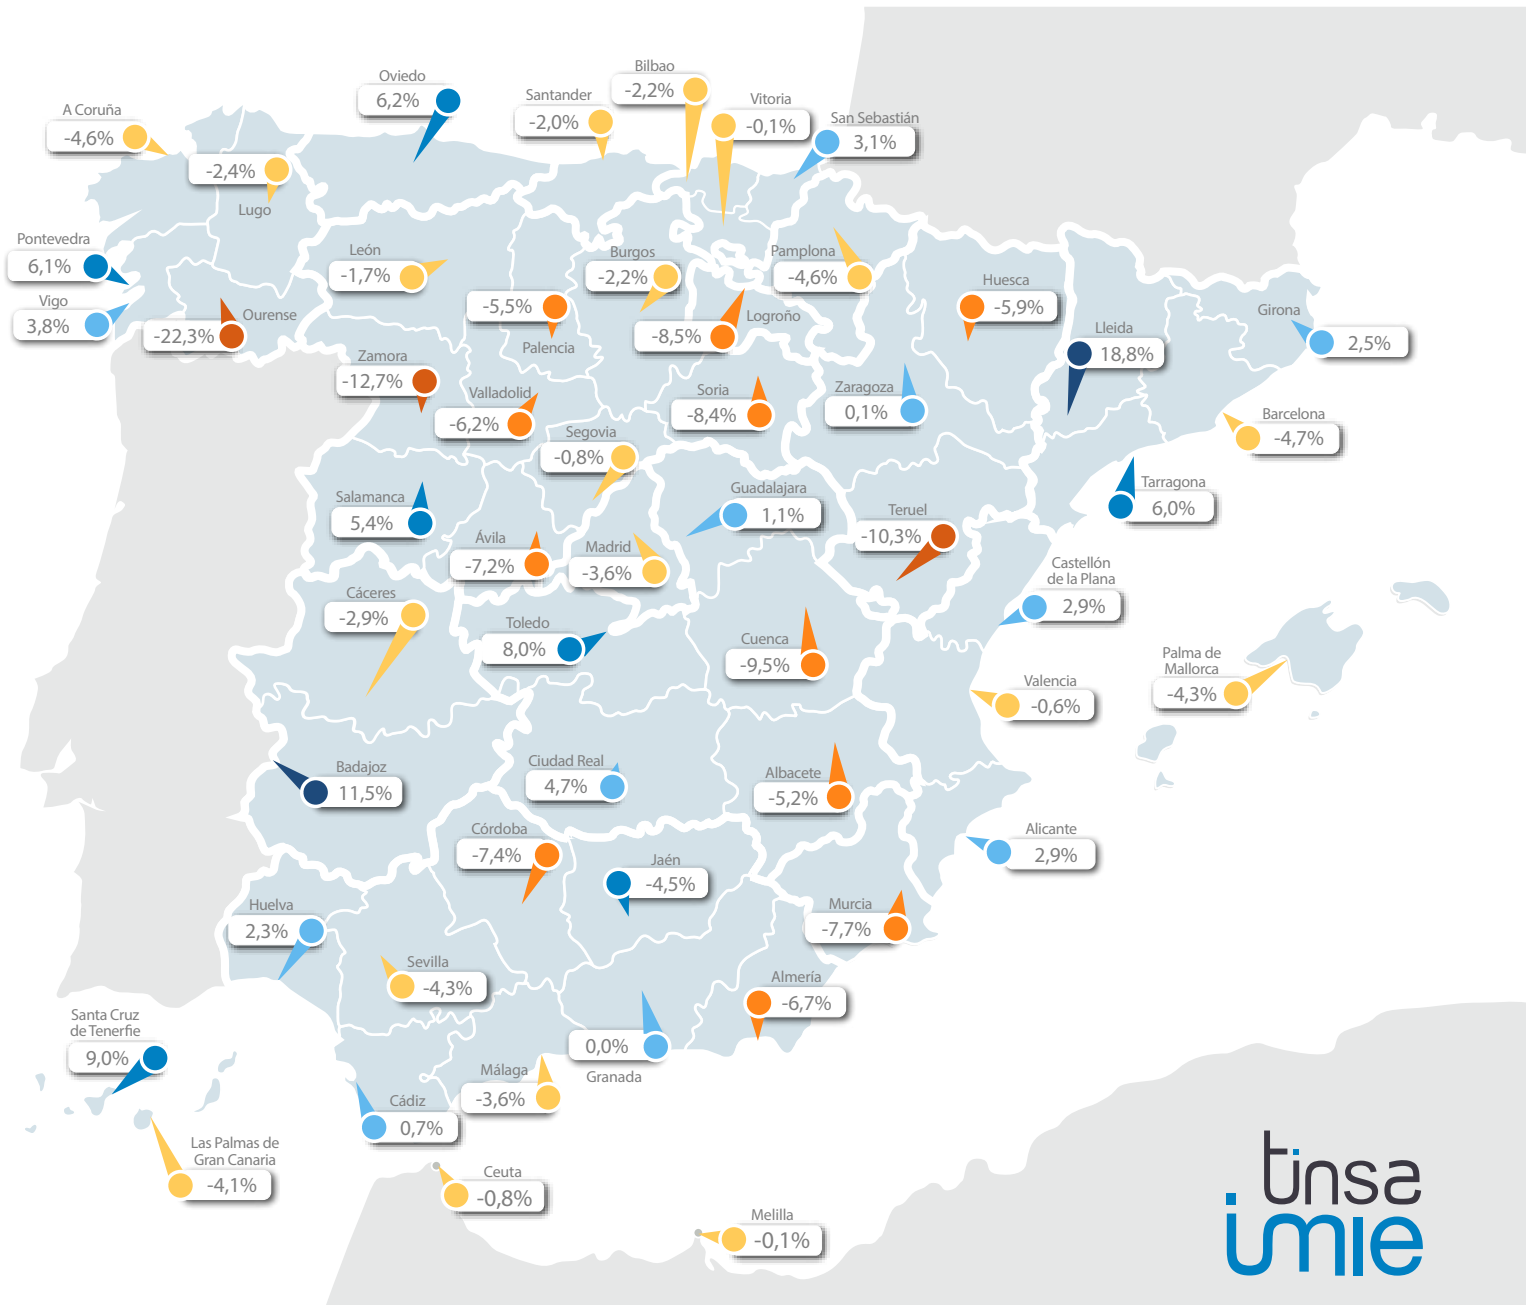 Oviedo
6,2%
Bilbao
-2,2%
Santander
-2,0%
Vitoria
-0,1%
San Sebastián
3,1%
A Coruña
-4,6%
-2,4%
Lugo
Pontevedra
6,1%
Vigo
3,8%
Ourense
-22,3%
León
-1,7%
Burgos
-2,2%
Pamplona
-4,6%
Huesca
-5,9%
-5,5%
Palencia
Logroño
-8,5%
Lleida
18,8%
Girona
2,5%
Zamora
-12,7%
Valladolid
-6,2%
Soria
-8,4%
Zaragoza
0,1%
Barcelona
-4,7%
Segovia
-0,8%
Salamanca
5,4%
Guadalajara
1,1%
Tarragona
6,0%
Ávila
-7,2%
Madrid
-3,6%
Teruel
-10,3%
Castellón
de la Plana
2,9%
Cáceres
-2,9%
Toledo
8,0%
Cuenca
-9,5%
Palma de
Mallorca
-4,3%
Valencia
-0,6%
Badajoz
11,5%
Ciudad Real
4,7%
Albacete
-5,2%
Alicante
2,9%
Córdoba
-7,4%
Jaén
-4,5%
Huelva
2,3%
Murcia
-7,7%
Sevilla
-4,3%
Almería
-6,7%
Santa Cruz
de Tenerfie
9,0%
0,0%
Granada
Málaga
-3,6%
Cádiz
0,7%
Las Palmas de
Gran Canaria
-4,1%
Ceuta
-0,8%
Melilla
-0,1%
tinsa
imie